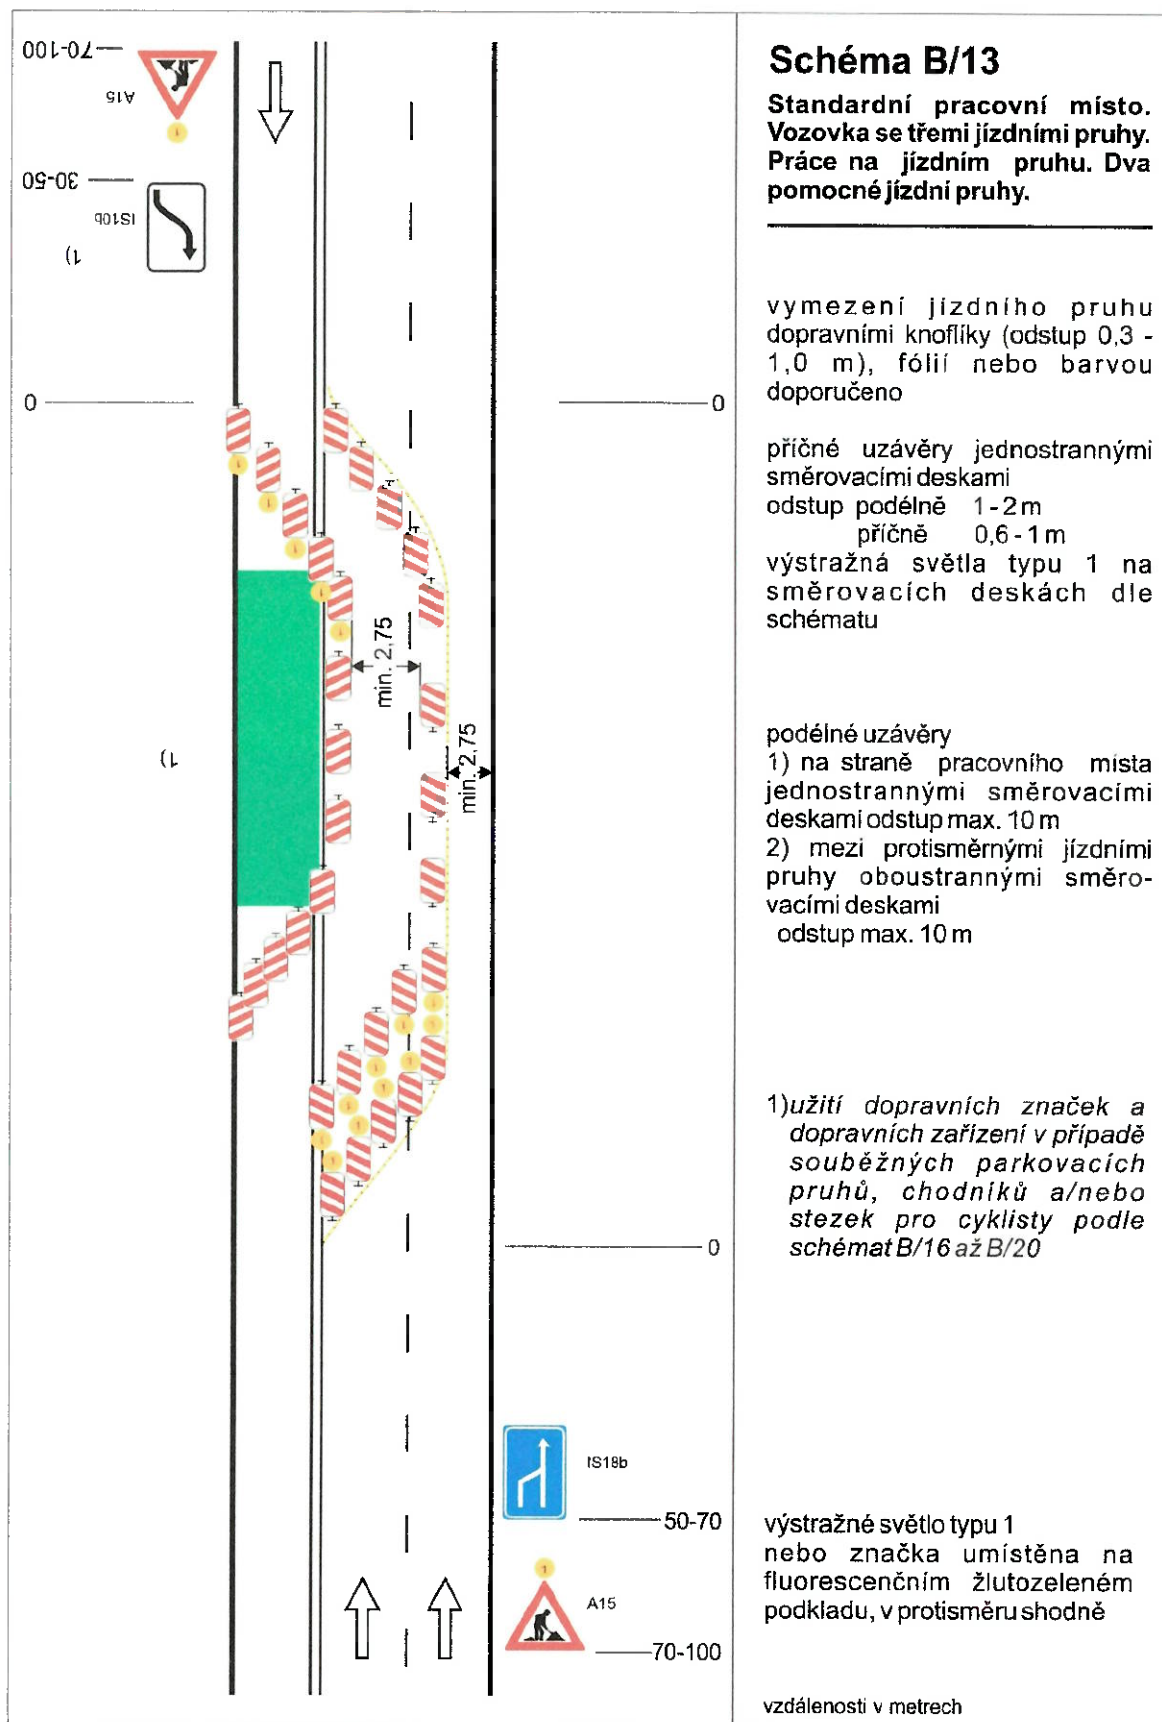 70-100
A15
30-50
IS10b
1)
0
0
min. 2,75
min. 2,75
1)
0
IS18b
50-70
1
A15
70-100
Schéma B/13
Standardní pracovní místo.
Vozovka se třemi jízdními pruhy.
Práce na jízdním pruhu. Dva
pomocné jízdní pruhy.
vymezení jízdního pruhu
dopravními knoflíky (odstup 0,3 -
1,0 m), fólií nebo barvou
doporučeno
příčné uzávěry jednostrannými
směrovacími deskami
odstup podélně 1-2 m
příčně 0,6-1 m
výstražná světla typu 1 na
směrovacích deskách dle
schématu
podélné uzávěry
1) na straně pracovního místa
jednostrannými směrovacími
deskami odstup max. 10 m
2) mezi protisměrnými jízdními
pruhy oboustrannými směro-
vacími deskami
odstup max. 10 m
1)užití dopravních značek a
dopravních zařízení v případě
souběžných parkovacích
pruhů, chodníků a/nebo
stezek pro cyklisty podle
schémat B/16 až B/20
výstražné světlo typu 1
nebo značka umístěna na
fluorescenčním žlutozeleném
podkladu, v protisměru shodně
vzdálenosti v metrech